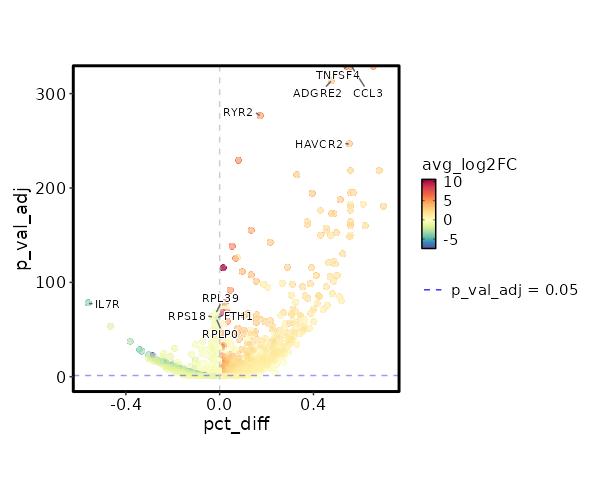 TNFSF4
ADGRE2 CCL3
RYR2
HAVCR2
IL7R
RPL39
RPS18 FTH1
RPLP0
300
200
100
0
p_val_adj
-0.4 0.0 0.4
pct_diff
avg_log2FC
10
5
0
-5
p_val_adj = 0.05